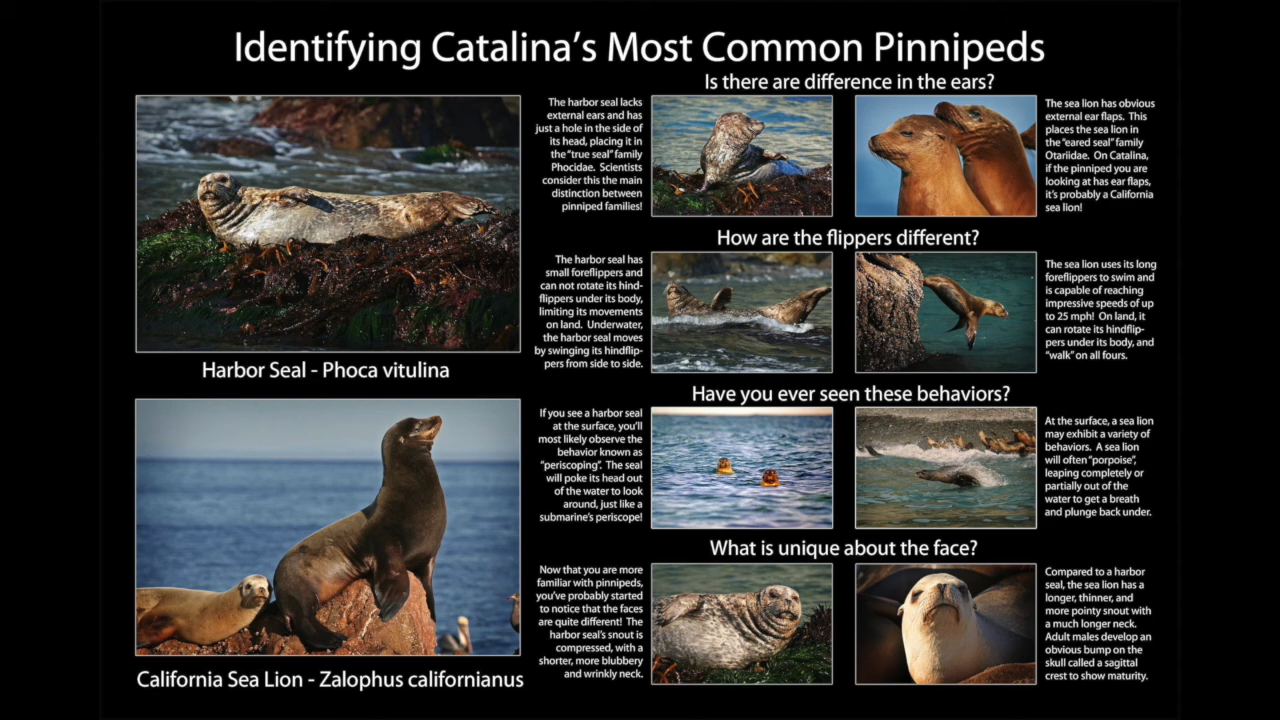 Identifying Catalina's Most Common Pinnipeds
Is there are difference in the ears?
The harbor seal lacks
external ears and has
just a hole in the side of
its head, placing it in
the "true seal" family
Phocidae. Scientists
consider this the main
distinction between
pinniped families!
The sea lion has obvious
external ear flaps. This
places the sea lion in
the "eared seal" family
Otariidae. On Catalina,
if the pinniped you are
looking at has ear flaps,
it's probably a California
sea lion!
How are the flippers different?
The harbor seal has
small foreflippers and
can not rotate its hind-
flippers under its body,
limiting its movements
on land. Underwater,
the harbor seal moves
by swinging its hindflip-
pers from side to side.
The sea lion uses its long
foreflippers to swim and
is capable of reaching
impressive speeds of up
to 25 mph! On land, it
can rotate its hindflip-
pers under its body, and
"walk" on all fours.
Harbor Seal - Phoca vitulina
Have you ever seen these behaviors?
If you see a harbor seal
at the surface, you'll
most likely observe the
behavior known as
"periscoping". The seal
will poke its head out
of the water to look
around, just like a
submarine's periscope!
At the surface, a sea lion
may exhibit a variety of
behaviors. A sea lion
will often "porpoise",
leaping completely or
partially out of the
water to get a breath
and plunge back under.
What is unique about the face?
Now that you are more
familiar with pinnipeds,
you've probably started
to notice that the faces
are quite different! The
harbor seal's snout is
compressed, with a
shorter, more blubbery
and wrinkly neck.
Compared to a harbor
seal, the sea lion has a
longer, thinner, and
more pointy snout with
a much longer neck.
Adult males develop an
obvious bump on the
skull called a sagittal
crest to show maturity.
California Sea Lion - Zalophus californianus